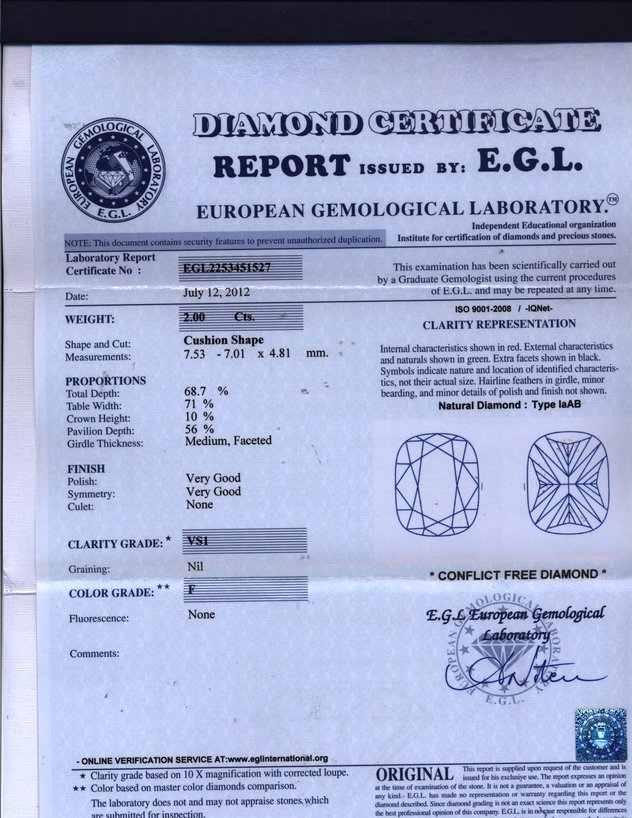 EUROPEAN GEMOLOGICAL LABORATORY
E.G.L.
DIAMOND CERTIFICATE
REPORT ISSUED BY: E.G.L.
EUROPEAN GEMOLOGICAL LABORATORY.™
Independent Educational organization
Institute for certification of diamonds and precious stones.
NOTE: This document contains security features to prevent unauthorized duplication.
Laboratory Report
Certificate No : EGL2253451527
Date: July 12, 2012
WEIGHT: 2.00 Cts.
Shape and Cut: Cushion Shape
Measurements: 7.53 - 7.01 x 4.81 mm.
PROPORTIONS
Total Depth: 68.7 %
Table Width: 71 %
Crown Height: 10 %
Pavilion Depth: 56 %
Girdle Thickness: Medium, Faceted
FINISH
Polish: Very Good
Symmetry: Very Good
Culet: None
CLARITY GRADE: * VS1
Graining: Nil
COLOR GRADE: ** F
Fluorescence: None
Comments:
This examination has been scientifically carried out
by a Graduate Gemologist using the current procedures
of E.G.L. and may be repeated at any time.
ISO 9001-2008 / -IQNet-
CLARITY REPRESENTATION
Internal characteristics shown in red. External characteristics
and naturals shown in green. Extra facets shown in black.
Symbols indicate nature and location of identified characteris-
tics, not their actual size. Hairline feathers in girdle, minor
bearding, and minor details of polish and finish not shown.
Natural Diamond : Type IaAB
* CONFLICT FREE DIAMOND *
E.G.L European Gemological
Laboratory
EUROPEAN GEMOLOGICAL LABORATORY
E.G.L.
- ONLINE VERIFICATION SERVICE AT:www.eglinternational.org
★ Clarity grade based on 10 X magnification with corrected loupe.
★★ Color based on master color diamonds comparison.
The laboratory does not and may not appraise stones which
are submitted for inspection.
ORIGINAL This report is supplied upon request of the customer and is
issued for his exclusive use. The report expresses an opinion
at the time of examination of the stone. It is not a guarantee, a valuation or an appraisal of
any kind.- E.G.L. has made no representation or warranty regarding this report or the
diamond described. Since diamond grading is not an exact science this report represents only
the best professional opinion of this company. E.G.L. is in no case responsible for differences